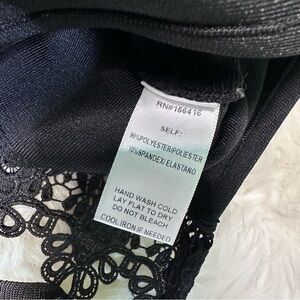 RN#156416
SELF:
90%POLYESTER/POLIESTER
10%SPANDEX/ELASTANO
HAND WASH COLD
LAY FLAT TO DRY
DO NOT BLEACH
COOL IRON IF NEEDED